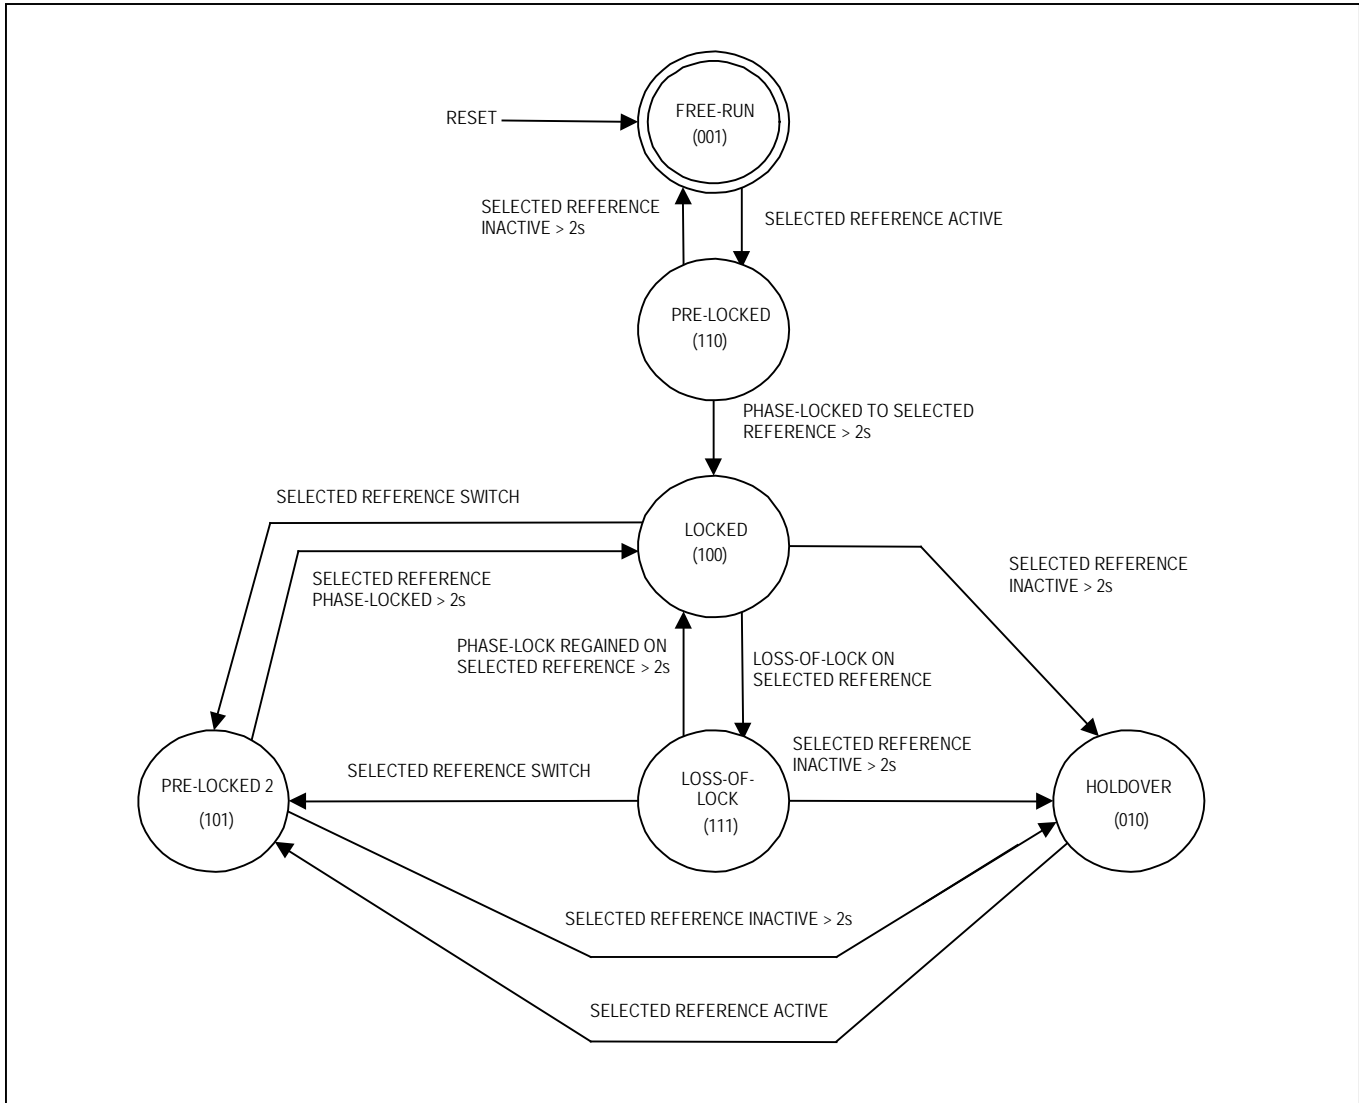 FREE-RUN
(001)
RESET
SELECTED REFERENCE
INACTIVE > 2s
SELECTED REFERENCE ACTIVE
PRE-LOCKED
(110)
PHASE-LOCKED TO SELECTED
REFERENCE > 2s
SELECTED REFERENCE SWITCH
LOCKED
(100)
SELECTED REFERENCE
INACTIVE > 2s
SELECTED REFERENCE
PHASE-LOCKED > 2s
PHASE-LOCK REGAINED ON
SELECTED REFERENCE > 2s
LOSS-OF-LOCK ON
SELECTED REFERENCE
SELECTED REFERENCE
INACTIVE > 2s
SELECTED REFERENCE SWITCH
PRE-LOCKED 2
(101)
LOSS-OF-
LOCK
(111)
HOLDOVER
(010)
SELECTED REFERENCE INACTIVE > 2s
SELECTED REFERENCE ACTIVE